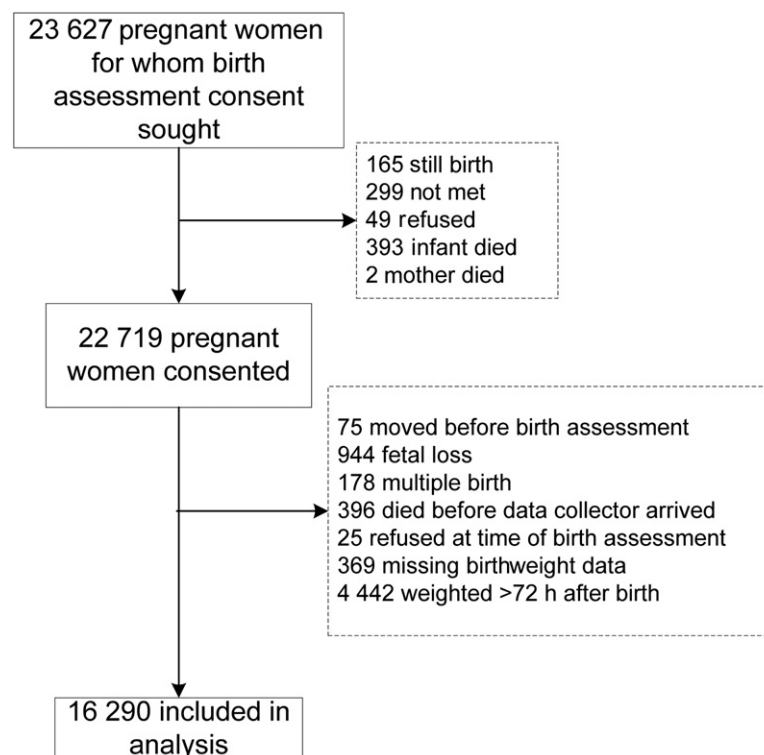 23 627 pregnant women
for whom birth
assessment consent
sought
165 still birth
299 not met
49 refused
393 infant died
2 mother died
22 719 pregnant
women consented
75 moved before birth assessment
944 fetal loss
178 multiple birth
396 died before data collector arrived
25 refused at time of birth assessment
369 missing birthweight data
4 442 weighted >72 h after birth
16 290 included in
analysis